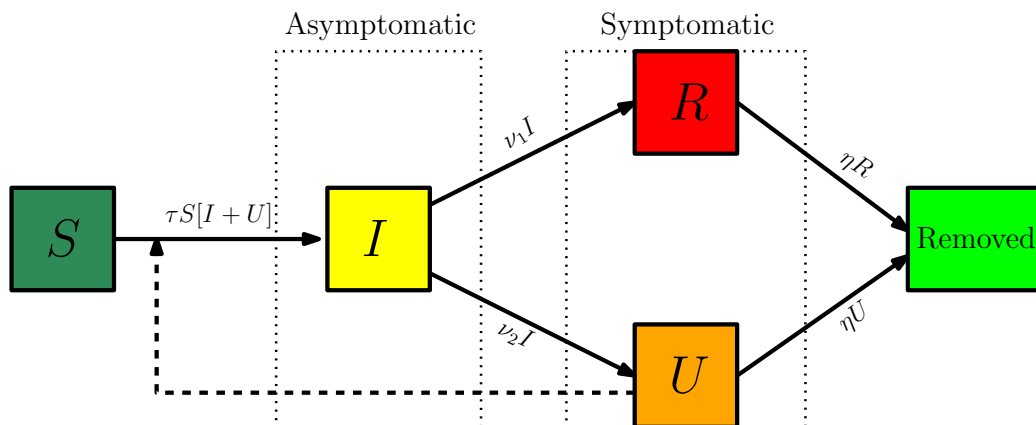 Asymptomatic
Symptomatic
R
ν₁I
ηR
τS[I + U]
S
I
Removed
ν₂I
ηU
U